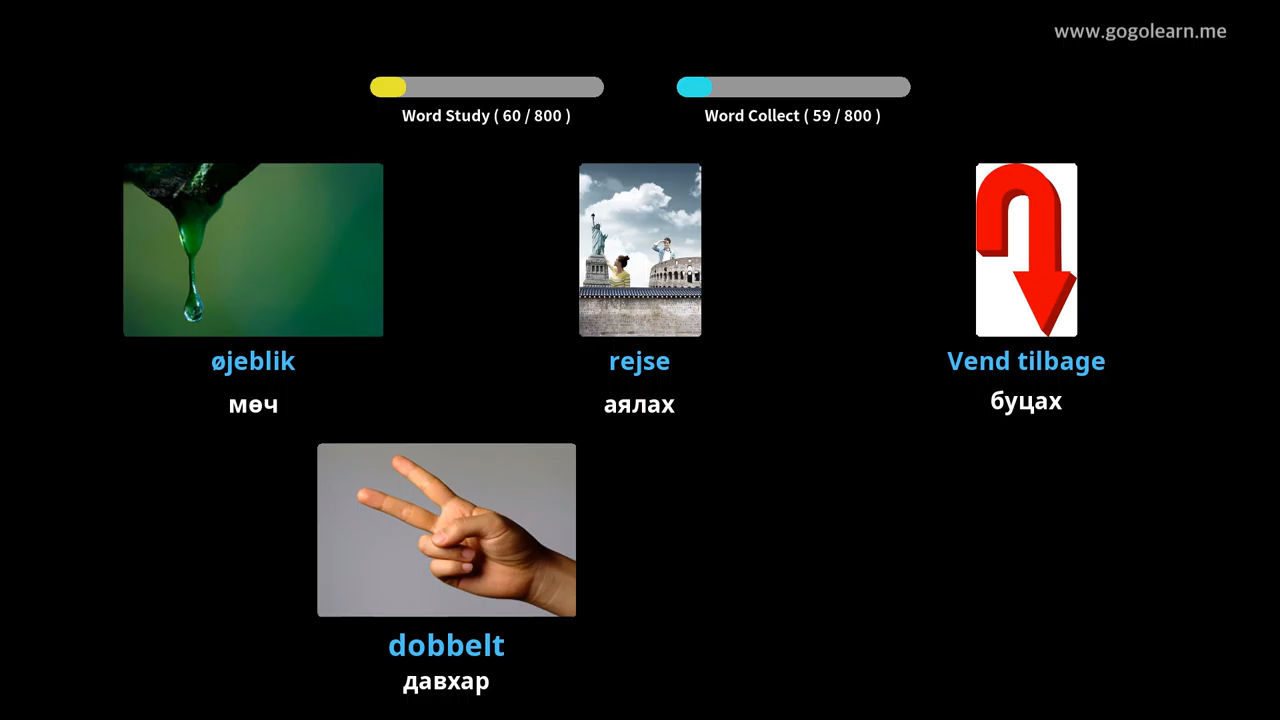 www.gogolearn.me
Word Study ( 60 / 800 )
Word Collect ( 59 / 800 )
øjeblik
rejse
Vend tilbage
мөч
аялах
буцах
dobbelt
давхар